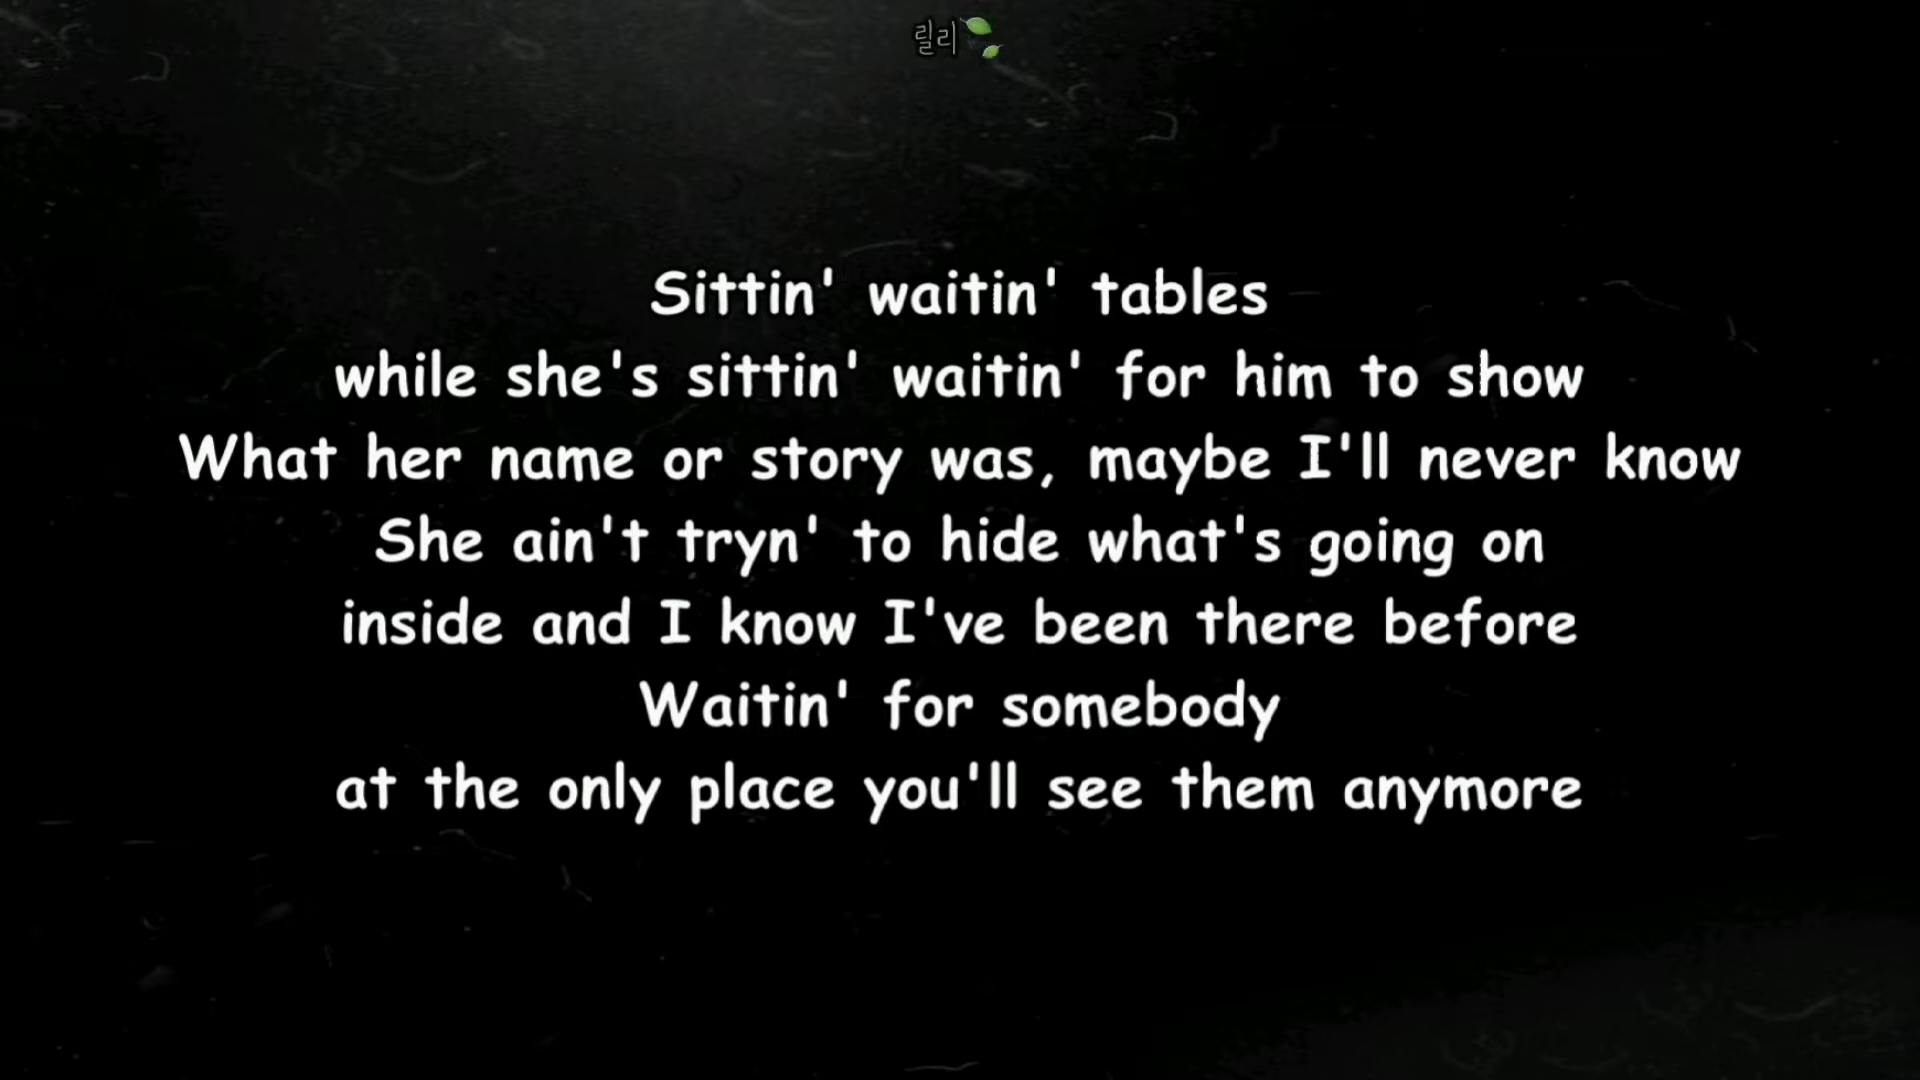 릴리
Sittin' waitin' tables
while she's sittin' waitin' for him to show
What her name or story was, maybe I'll never know
She ain't tryn' to hide what's going on
inside and I know I've been there before
Waitin' for somebody
at the only place you'll see them anymore